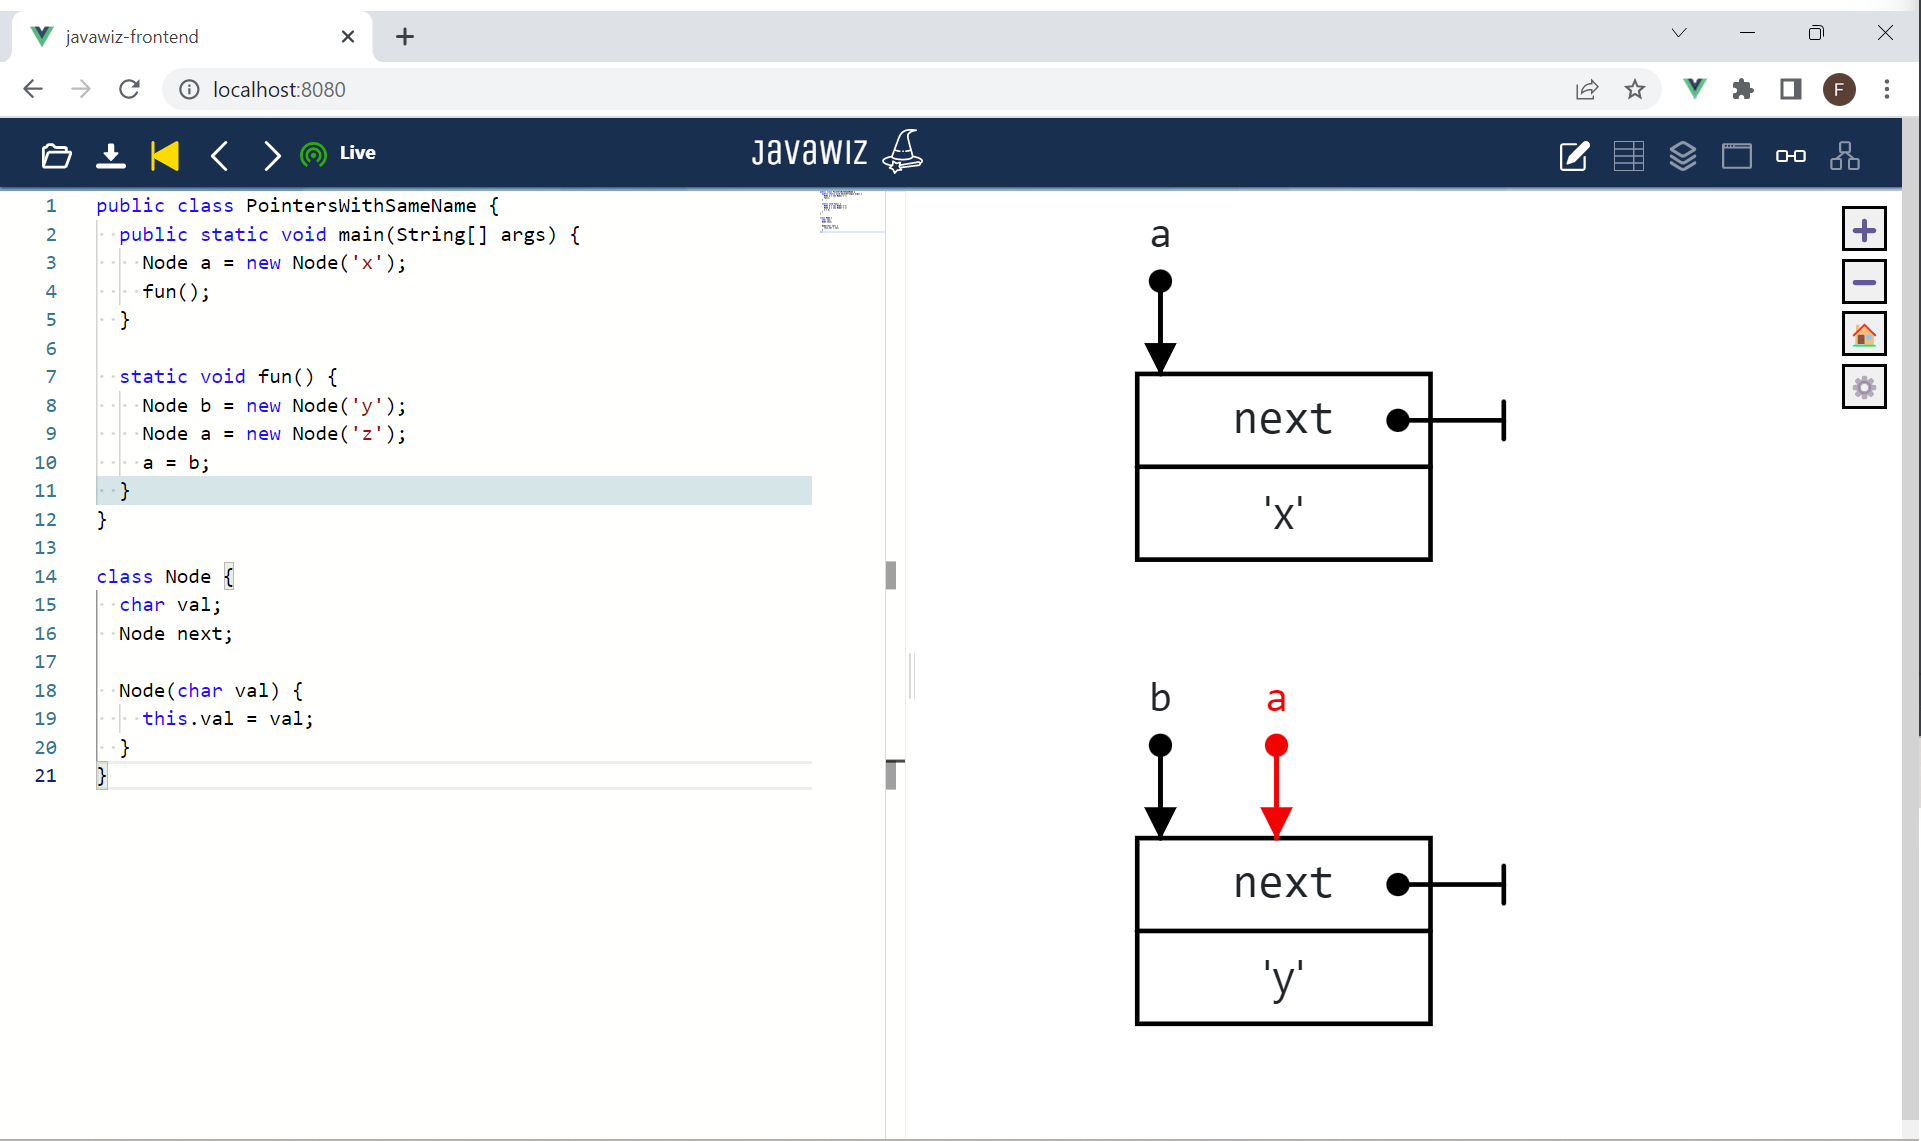 javawiz-frontend
localhost:8080
Live
JavaWIZ
1 public class PointersWithSameName {
2 public static void main(String[] args) {
3 Node a = new Node('x');
4 fun();
5 }
6
7 static void fun() {
8 Node b = new Node('y');
9 Node a = new Node('z');
10 a = b;
11 }
12 }
13
14 class Node {
15 char val;
16 Node next;
17
18 Node(char val) {
19 this.val = val;
20 }
21 }
a
next
'x'
b a
next
'y'
F